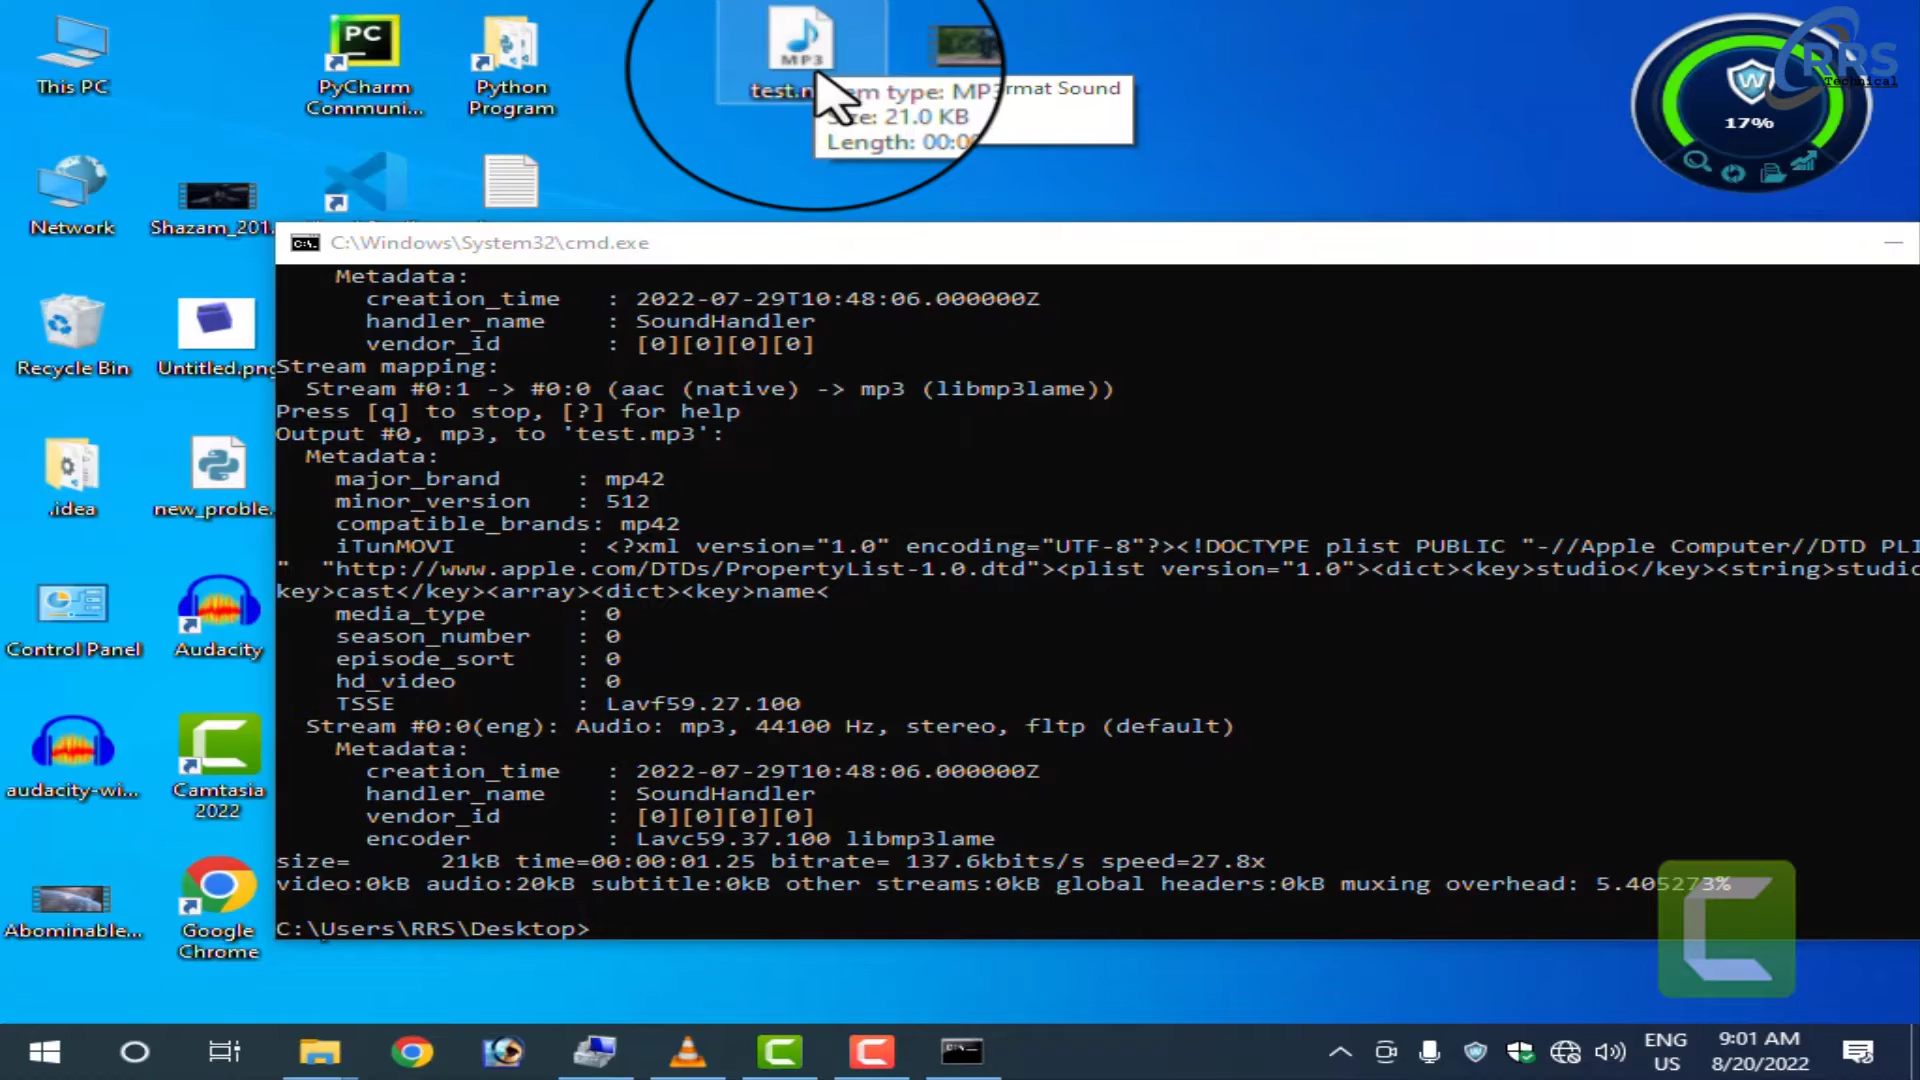 This PC
PC
PyCharm
Communi...
Python
Program
MP3
test.m
em type: MP3
rmat Sound
Size: 21.0 KB
Length: 00:0
W
17%
RRS
Technical
Network
Shazam_201.
C:\Windows\System32\cmd.exe
Recycle Bin
Untitled.png
.idea
new_proble.
Control Panel
Audacity
audacity-wi...
Camtasia
2022
Abominable...
Google
Chrome
Metadata:
creation_time : 2022-07-29T10:48:06.000000Z
handler_name : SoundHandler
vendor_id : [0][0][0][0]
Stream mapping:
Stream #0:1 -> #0:0 (aac (native) -> mp3 (libmp3lame))
Press [q] to stop, [?] for help
Output #0, mp3, to 'test.mp3':
Metadata:
major_brand : mp42
minor_version : 512
compatible_brands: mp42
iTunMOVI : <?xml version="1.0" encoding="UTF-8"?><!DOCTYPE plist PUBLIC "-//Apple Computer//DTD PLI
" "http://www.apple.com/DTDs/PropertyList-1.0.dtd"><plist version="1.0"><dict><key>studio</key><string>studio
key>cast</key><array><dict><key>name<
media_type : 0
season_number : 0
episode_sort : 0
hd_video : 0
TSSE : Lavf59.27.100
Stream #0:0(eng): Audio: mp3, 44100 Hz, stereo, fltp (default)
Metadata:
creation_time : 2022-07-29T10:48:06.000000Z
handler_name : SoundHandler
vendor_id : [0][0][0][0]
encoder : Lavc59.37.100 libmp3lame
size= 21kB time=00:00:01.25 bitrate= 137.6kbits/s speed=27.8x
video:0kB audio:20kB subtitle:0kB other streams:0kB global headers:0kB muxing overhead: 5.405273%
C:\Users\RRS\Desktop>
ENG
US
9:01 AM
8/20/2022